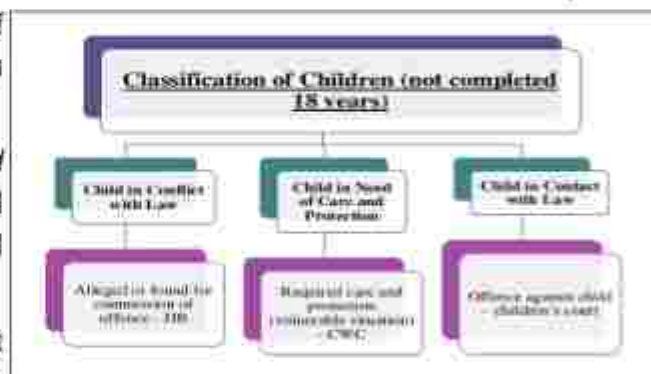 Classification of Children (not completed
18 years)
Child in Conflict
with Law
Child in Need
of Care and
Protection
Child in Contact
with Law
Alleged or found for
commission of
offence - JJB
Required care and
protection
(vulnerable situation)
- CWC
Offence against child
- children's court